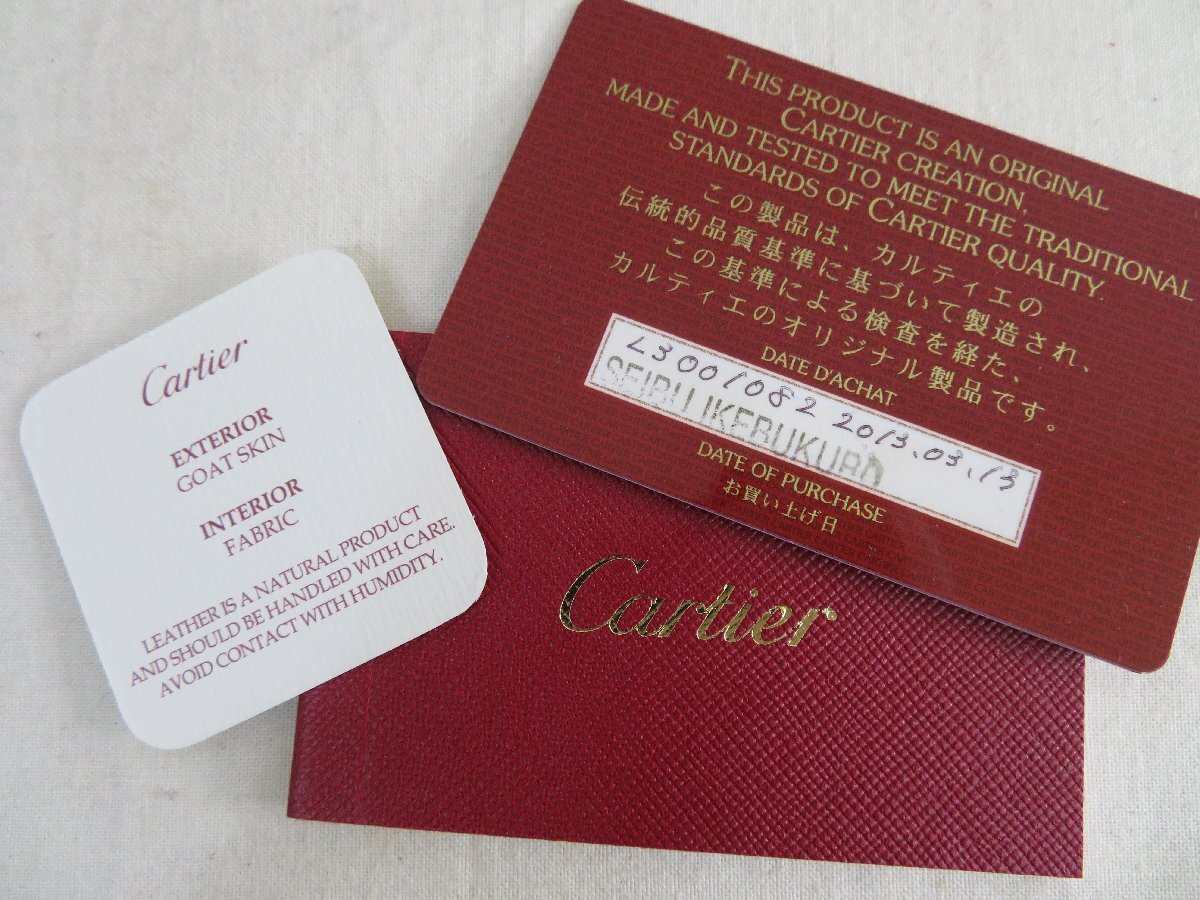 THIS PRODUCT IS AN ORIGINAL
CARTIER CREATION,
MADE AND TESTED TO MEET THE TRADITIONAL
STANDARDS OF CARTIER QUALITY.
この製品は、カルティエの
伝統的品質基準に基づいて製造され、
この基準による検査を経た、
カルティエのオリジナル製品です。
DATE D'ACHAT
L3001082 2013.03.13
SEIBU IKEBUKURO
DATE OF PURCHASE
お買い上げ日
Cartier
EXTERIOR
GOAT SKIN
INTERIOR
FABRIC
LEATHER IS A NATURAL PRODUCT
AND SHOULD BE HANDLED WITH CARE.
AVOID CONTACT WITH HUMIDITY.
Cartier